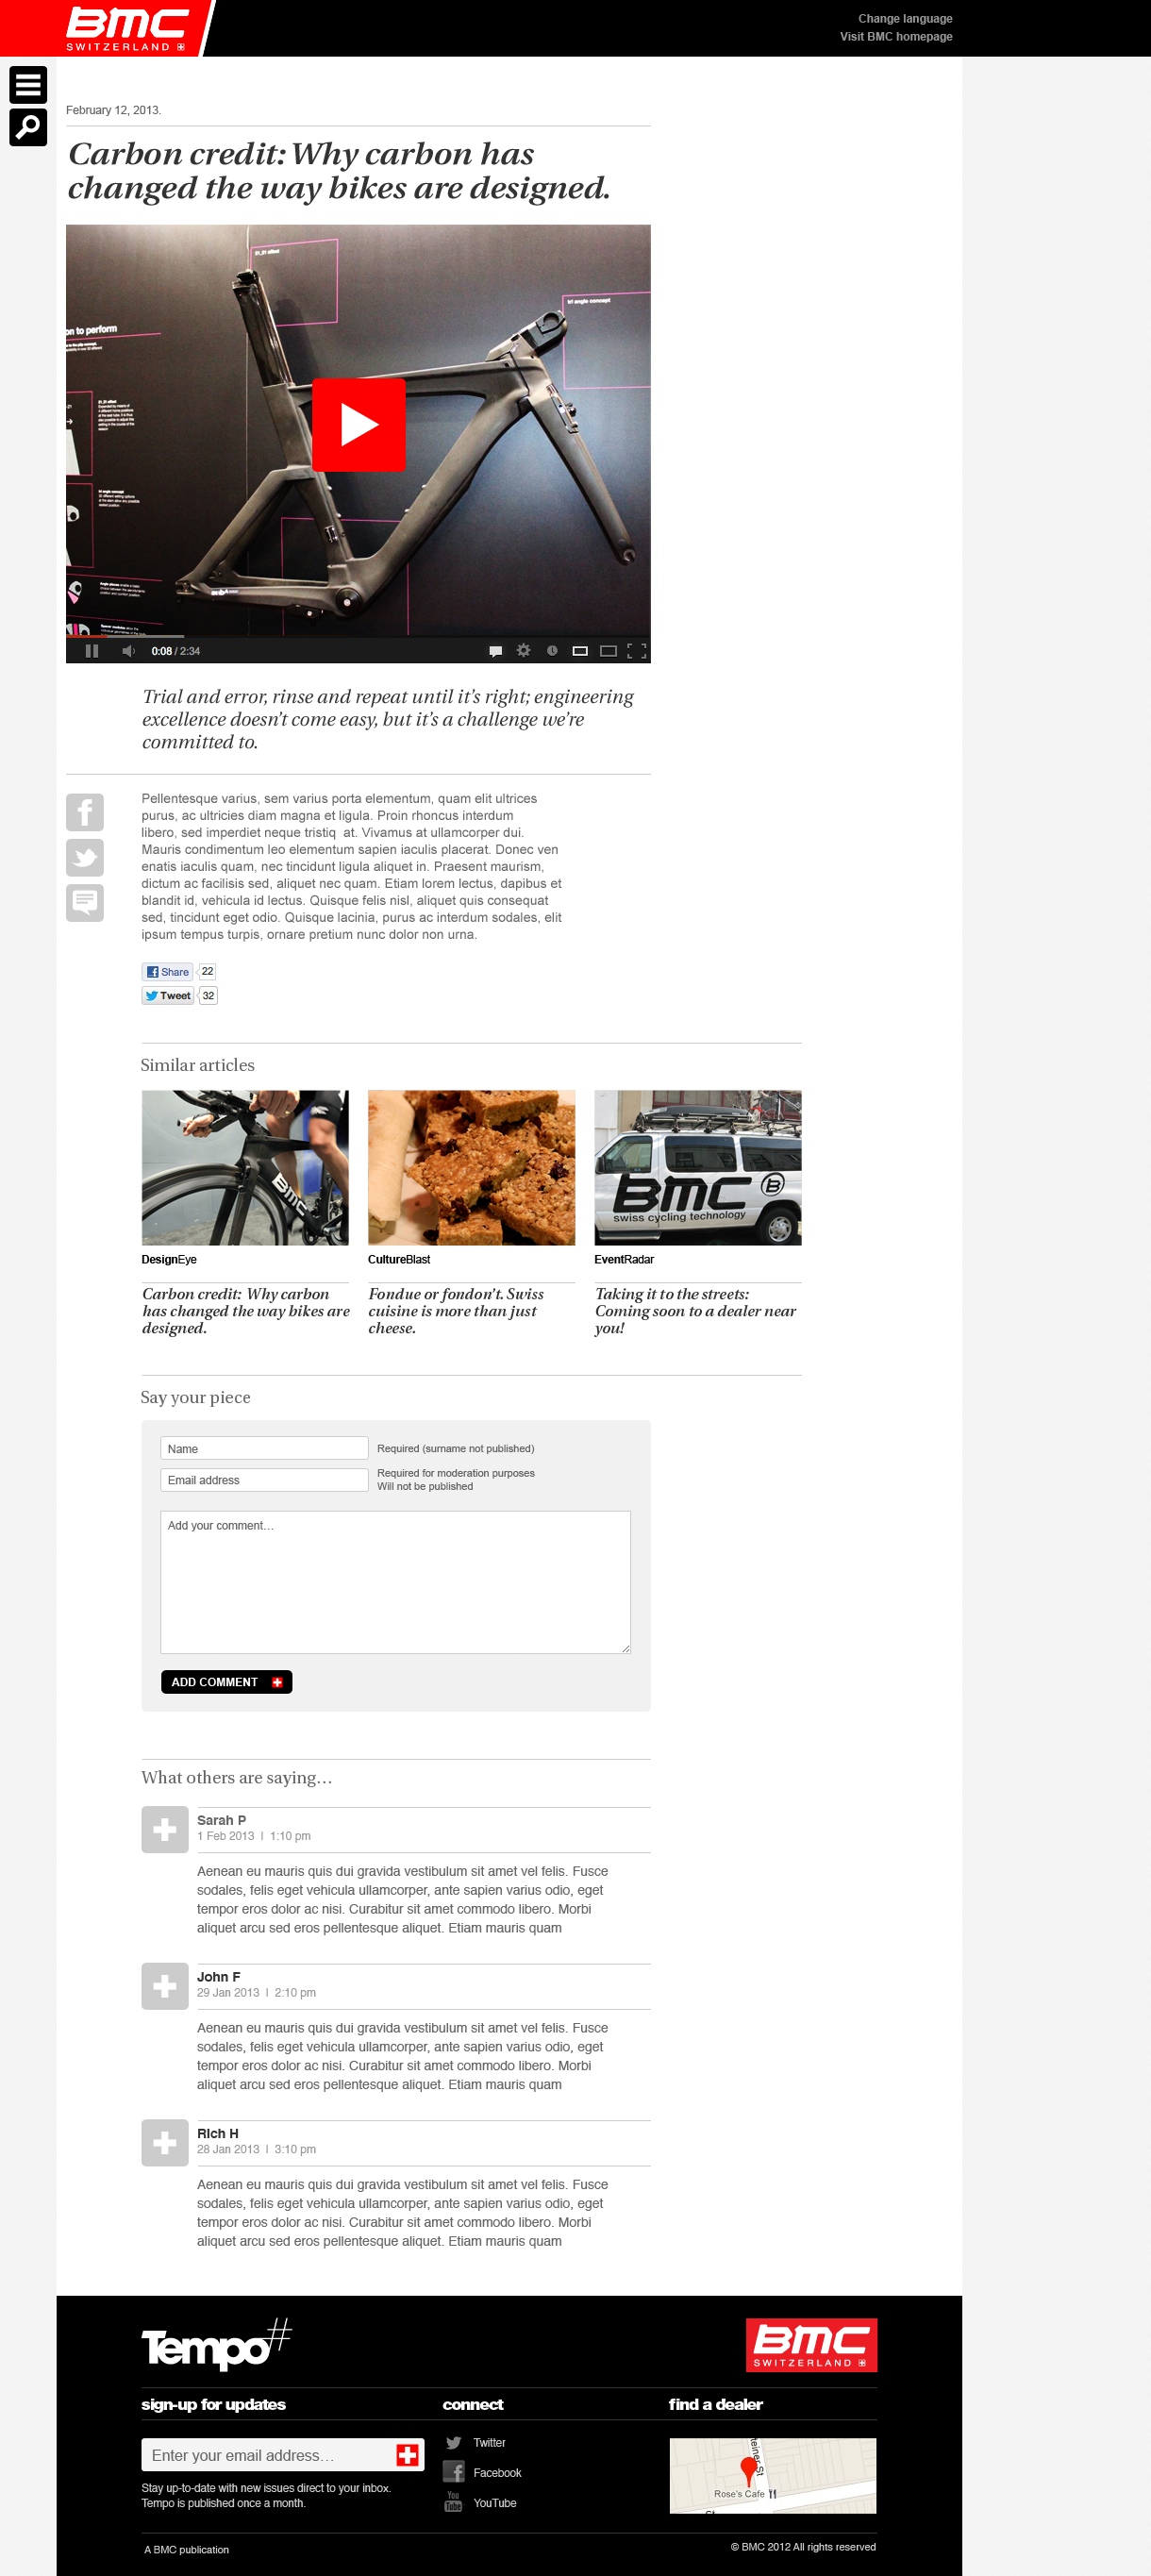 BMC
SWITZERLAND
Change language
Visit BMC homepage
February 12, 2013.
Carbon credit: Why carbon has
changed the way bikes are designed.
on to perform
tri angle concept
0:08 / 2:34
Trial and error, rinse and repeat until it's right; engineering
excellence doesn't come easy, but it's a challenge we're
committed to.
Pellentesque varius, sem varius porta elementum, quam elit ultrices
purus, ac ultricies diam magna et ligula. Proin rhoncus interdum
libero, sed imperdiet neque tristiq at. Vivamus at ullamcorper dui.
Mauris condimentum leo elementum sapien iaculis placerat. Donec ven
enatis iaculis quam, nec tincidunt ligula aliquet in. Praesent maurism,
dictum ac facilisis sed, aliquet nec quam. Etiam lorem lectus, dapibus et
blandit id, vehicula id lectus. Quisque felis nisl, aliquet quis consequat
sed, tincidunt eget odio. Quisque lacinia, purus ac interdum sodales, elit
ipsum tempus turpis, ornare pretium nunc dolor non urna.
Share 22
Tweet 32
Similar articles
BMC
BMC
swiss cycling technology
DesignEye
Carbon credit: Why carbon
has changed the way bikes are
designed.
CultureBlast
Fondue or fondon't. Swiss
cuisine is more than just
cheese.
EventRadar
Taking it to the streets:
Coming soon to a dealer near
you!
Say your piece
Name
Required (surname not published)
Email address
Required for moderation purposes
Will not be published
Add your comment…
ADD COMMENT
What others are saying…
Sarah P
1 Feb 2013 | 1:10 pm
Aenean eu mauris quis dui gravida vestibulum sit amet vel felis. Fusce
sodales, felis eget vehicula ullamcorper, ante sapien varius odio, eget
tempor eros dolor ac nisi. Curabitur sit amet commodo libero. Morbi
aliquet arcu sed eros pellentesque aliquet. Etiam mauris quam
John F
29 Jan 2013 | 2:10 pm
Aenean eu mauris quis dui gravida vestibulum sit amet vel felis. Fusce
sodales, felis eget vehicula ullamcorper, ante sapien varius odio, eget
tempor eros dolor ac nisi. Curabitur sit amet commodo libero. Morbi
aliquet arcu sed eros pellentesque aliquet. Etiam mauris quam
Rich H
28 Jan 2013 | 3:10 pm
Aenean eu mauris quis dui gravida vestibulum sit amet vel felis. Fusce
sodales, felis eget vehicula ullamcorper, ante sapien varius odio, eget
tempor eros dolor ac nisi. Curabitur sit amet commodo libero. Morbi
aliquet arcu sed eros pellentesque aliquet. Etiam mauris quam
Tempo#
BMC
SWITZERLAND
sign-up for updates
Enter your email address…
Stay up-to-date with new issues direct to your inbox.
Tempo is published once a month.
connect
Twitter
Facebook
You Tube
YouTube
find a dealer
teiner St
Rose's Cafe
St
A BMC publication
© BMC 2012 All rights reserved